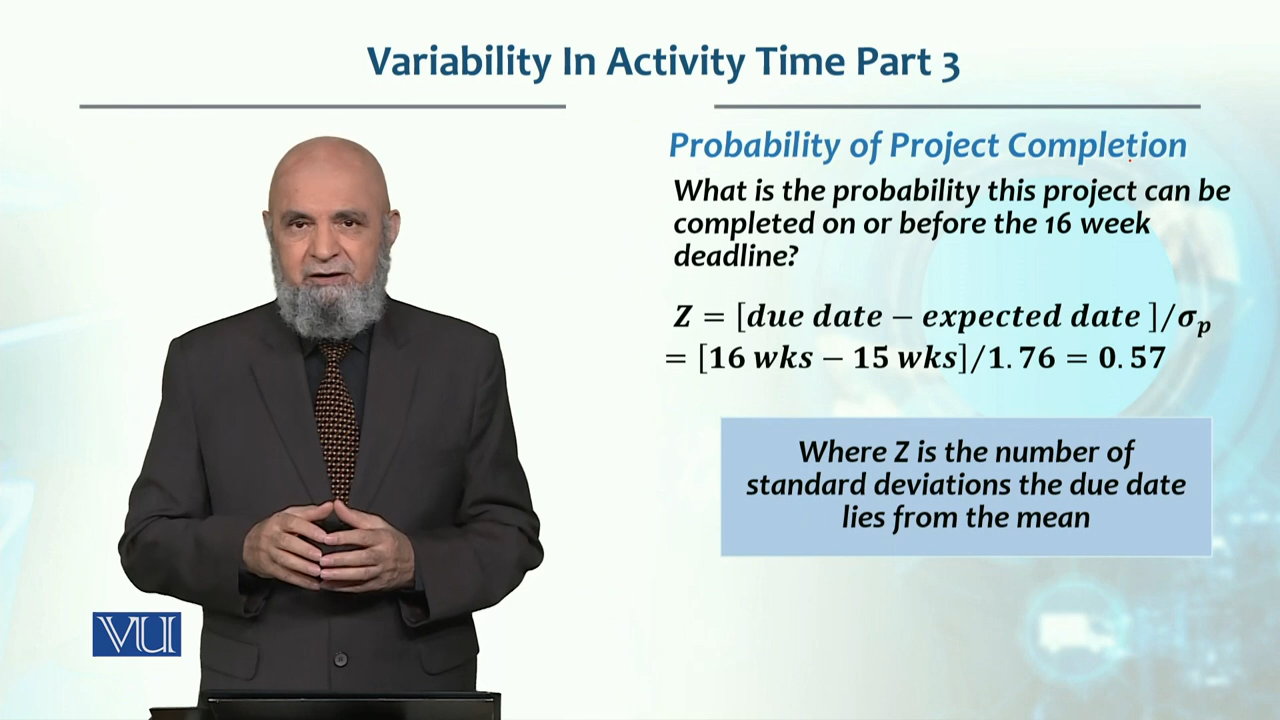 Variability In Activity Time Part 3
Probability of Project Completion
What is the probability this project can be
completed on or before the 16 week
deadline?
Z = [due date − expected date ]/σₚ
= [16 wks − 15 wks]/1.76 = 0.57
Where Z is the number of
standard deviations the due date
lies from the mean
VU